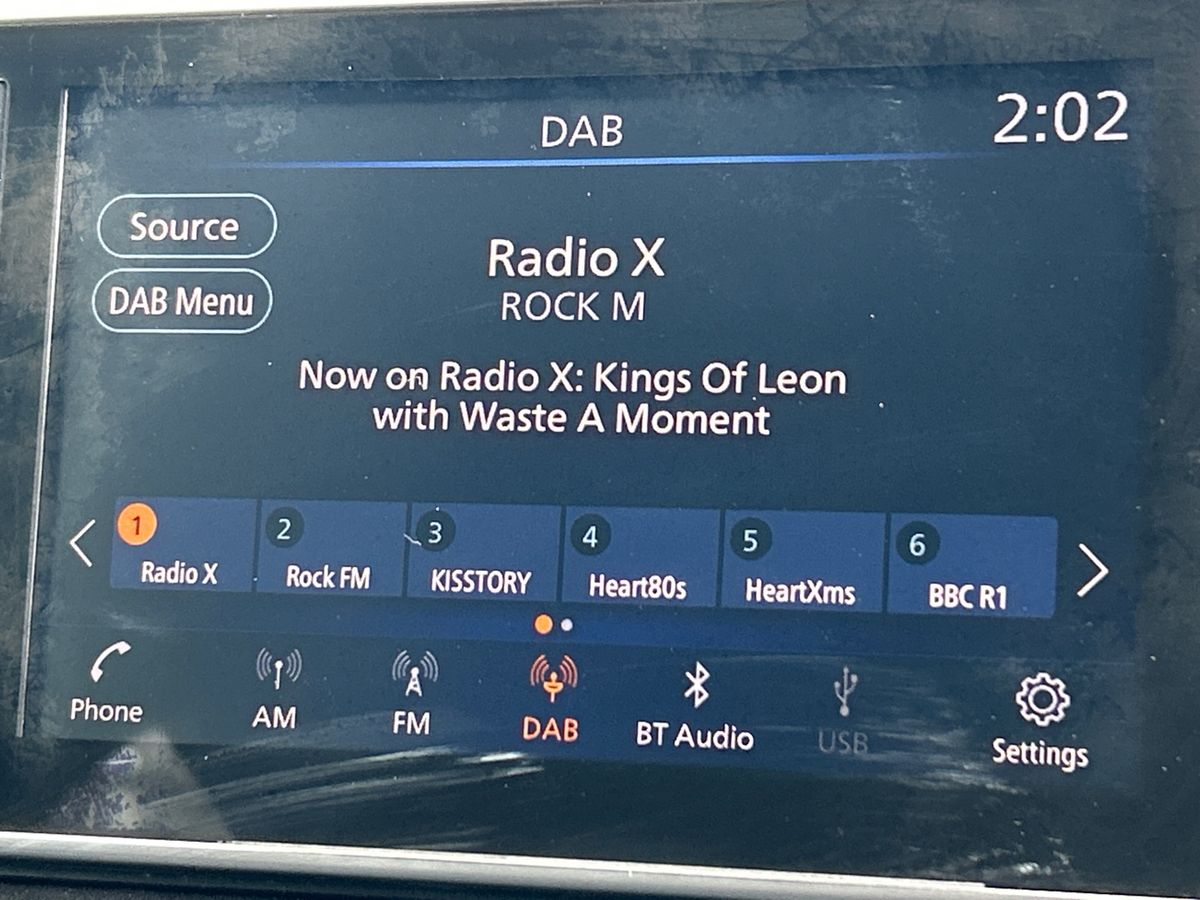 DAB
2:02
Source
Radio X
DAB Menu
ROCK M
Now on Radio X: Kings Of Leon
with Waste A Moment
1
Radio X
2
Rock FM
3
KISSTORY
4
Heart80s
5
HeartXms
6
BBC R1
Phone
AM
FM
DAB
BT Audio
USB
Settings